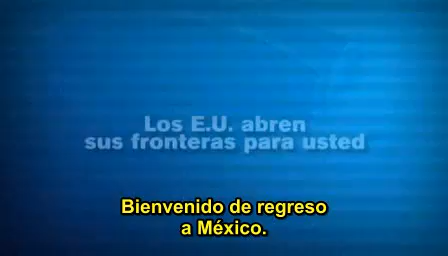 Los E.U. abren
sus fronteras para usted
Bienvenido de regreso
a México.